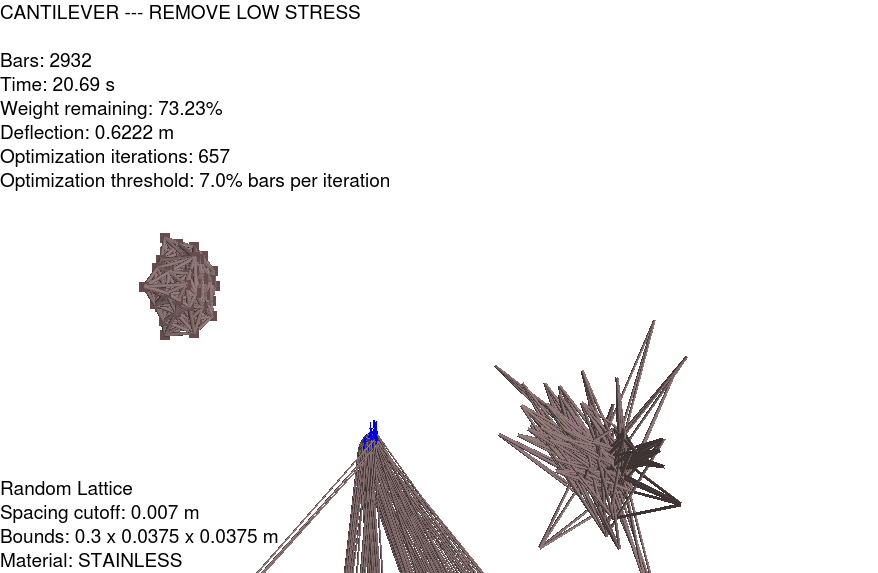 CANTILEVER --- REMOVE LOW STRESS
Bars: 2932
Time: 20.69 s
Weight remaining: 73.23%
Deflection: 0.6222 m
Optimization iterations: 657
Optimization threshold: 7.0% bars per iteration
Random Lattice
Spacing cutoff: 0.007 m
Bounds: 0.3 x 0.0375 x 0.0375 m
Material: STAINLESS